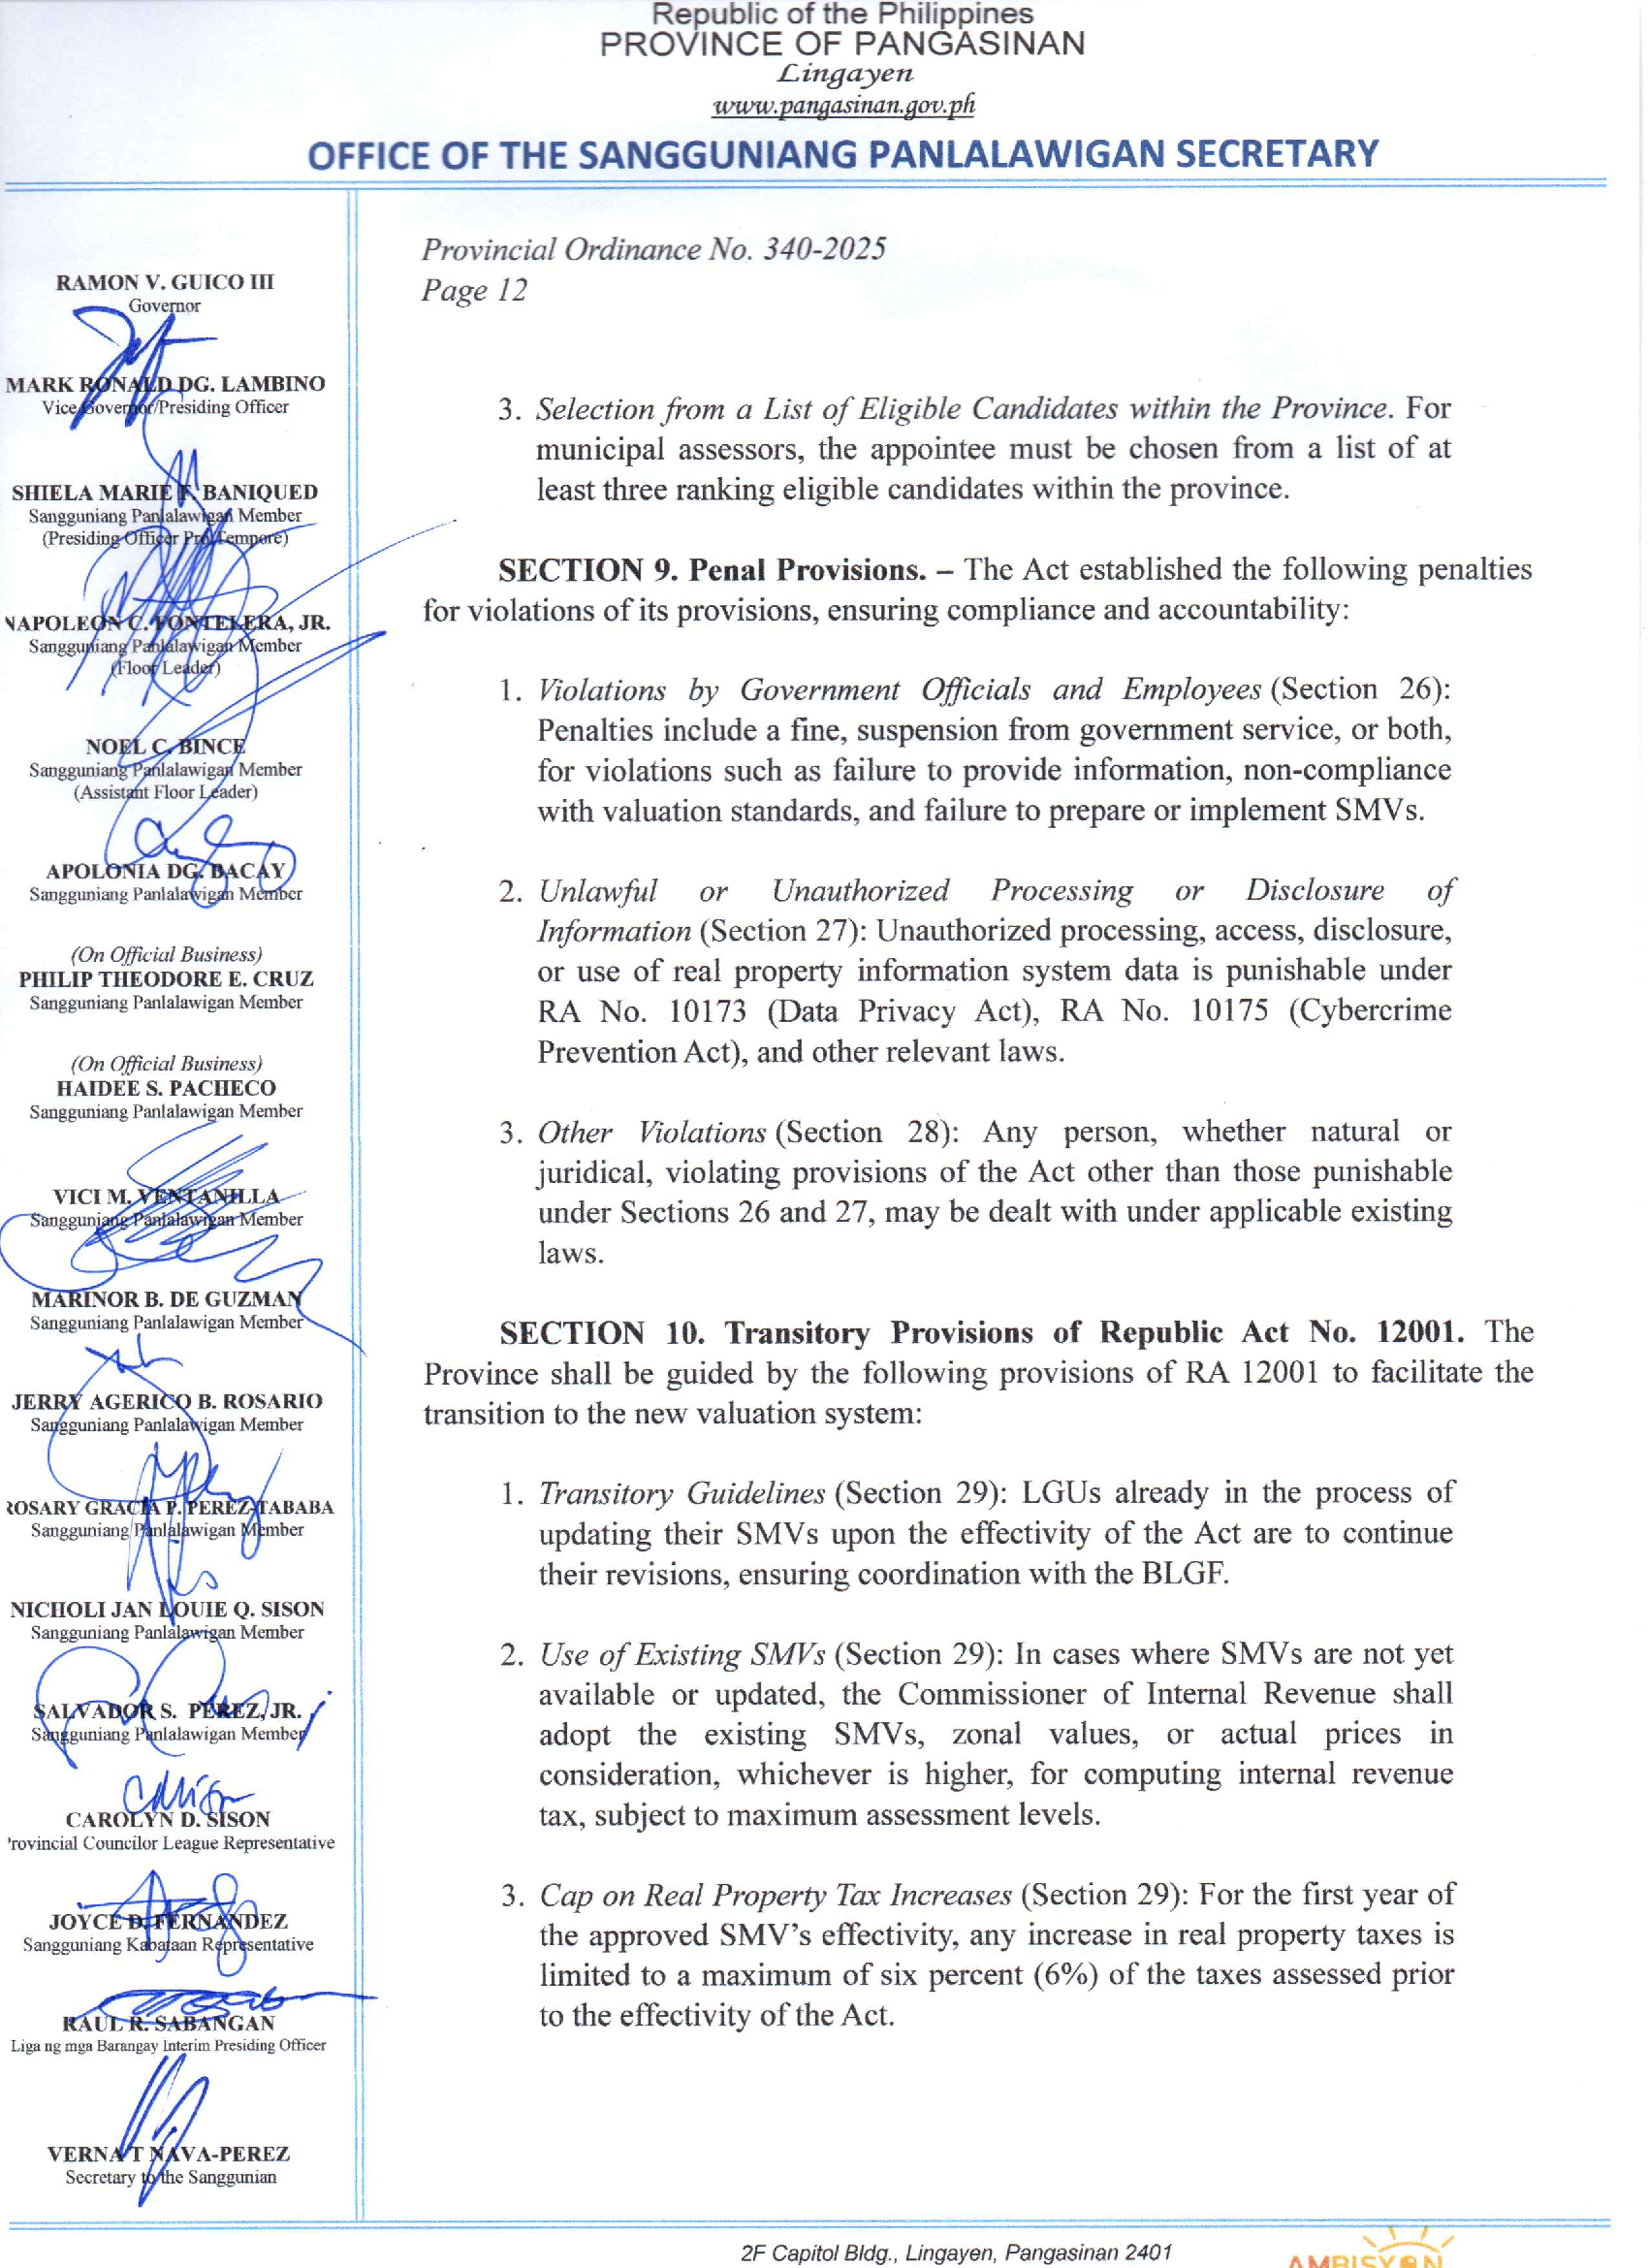 Republic of the Philippines
PROVINCE OF PANGASINAN
Lingayen
www.pangasinan.gov.ph
OFFICE OF THE SANGGUNIANG PANLALAWIGAN SECRETARY
RAMON V. GUICO III
Governor
MARK RONALD DG. LAMBINO
Vice Governor/Presiding Officer
SHIELA MARIE F. BANIQUED
Sangguniang Panlalawigan Member
(Presiding Officer Pro Tempore)
NAPOLEON C. FONTELERA, JR.
Sangguniang Panlalawigan Member
(Floor Leader)
NOEL C. BINCE
Sangguniang Panlalawigan Member
(Assistant Floor Leader)
APOLONIA DG. BACAY
Sangguniang Panlalawigan Member
(On Official Business)
PHILIP THEODORE E. CRUZ
Sangguniang Panlalawigan Member
(On Official Business)
HAIDEE S. PACHECO
Sangguniang Panlalawigan Member
VICI M. VENTANILLA
Sangguniang Panlalawigan Member
MARINOR B. DE GUZMAN
Sangguniang Panlalawigan Member
JERRY AGERICO B. ROSARIO
Sangguniang Panlalawigan Member
ROSARY GRACIA P. PEREZ-TABABA
Sangguniang Panlalawigan Member
NICHOLI JAN LOUIE Q. SISON
Sangguniang Panlalawigan Member
SALVADOR S. PEREZ, JR.
Sangguniang Panlalawigan Member
CAROLYN D. SISON
Provincial Councilor League Representative
JOYCE D. FERNANDEZ
Sangguniang Kabataan Representative
RAUL R. SABANGAN
Liga ng mga Barangay Interim Presiding Officer
VERNA T NAVA-PEREZ
Secretary to the Sanggunian
Provincial Ordinance No. 340-2025
Page 12
3. Selection from a List of Eligible Candidates within the Province. For
municipal assessors, the appointee must be chosen from a list of at
least three ranking eligible candidates within the province.
SECTION 9. Penal Provisions. – The Act established the following penalties
for violations of its provisions, ensuring compliance and accountability:
1. Violations by Government Officials and Employees (Section 26):
Penalties include a fine, suspension from government service, or both,
for violations such as failure to provide information, non-compliance
with valuation standards, and failure to prepare or implement SMVs.
2. Unlawful or Unauthorized Processing or Disclosure of
Information (Section 27): Unauthorized processing, access, disclosure,
or use of real property information system data is punishable under
RA No. 10173 (Data Privacy Act), RA No. 10175 (Cybercrime
Prevention Act), and other relevant laws.
3. Other Violations (Section 28): Any person, whether natural or
juridical, violating provisions of the Act other than those punishable
under Sections 26 and 27, may be dealt with under applicable existing
laws.
SECTION 10. Transitory Provisions of Republic Act No. 12001. The
Province shall be guided by the following provisions of RA 12001 to facilitate the
transition to the new valuation system:
1. Transitory Guidelines (Section 29): LGUs already in the process of
updating their SMVs upon the effectivity of the Act are to continue
their revisions, ensuring coordination with the BLGF.
2. Use of Existing SMVs (Section 29): In cases where SMVs are not yet
available or updated, the Commissioner of Internal Revenue shall
adopt the existing SMVs, zonal values, or actual prices in
consideration, whichever is higher, for computing internal revenue
tax, subject to maximum assessment levels.
3. Cap on Real Property Tax Increases (Section 29): For the first year of
the approved SMV's effectivity, any increase in real property taxes is
limited to a maximum of six percent (6%) of the taxes assessed prior
to the effectivity of the Act.
2F Capitol Bldg., Lingayen, Pangasinan 2401
AMBISYON